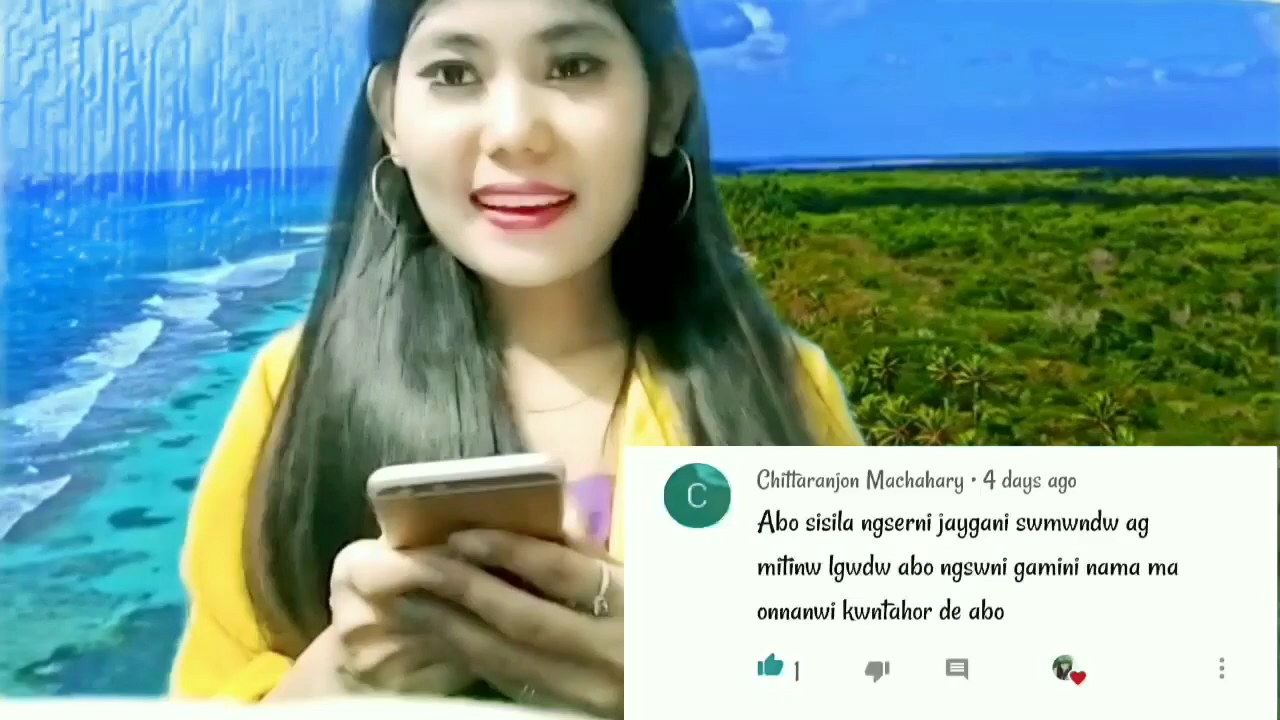 C
Chittaranjon Machahary • 4 days ago
Abo sisila ngserni jaygani swmwndw ag
mitinw lgwdw abo ngswni gamini nama ma
onnanwi kwntahor de abo
1